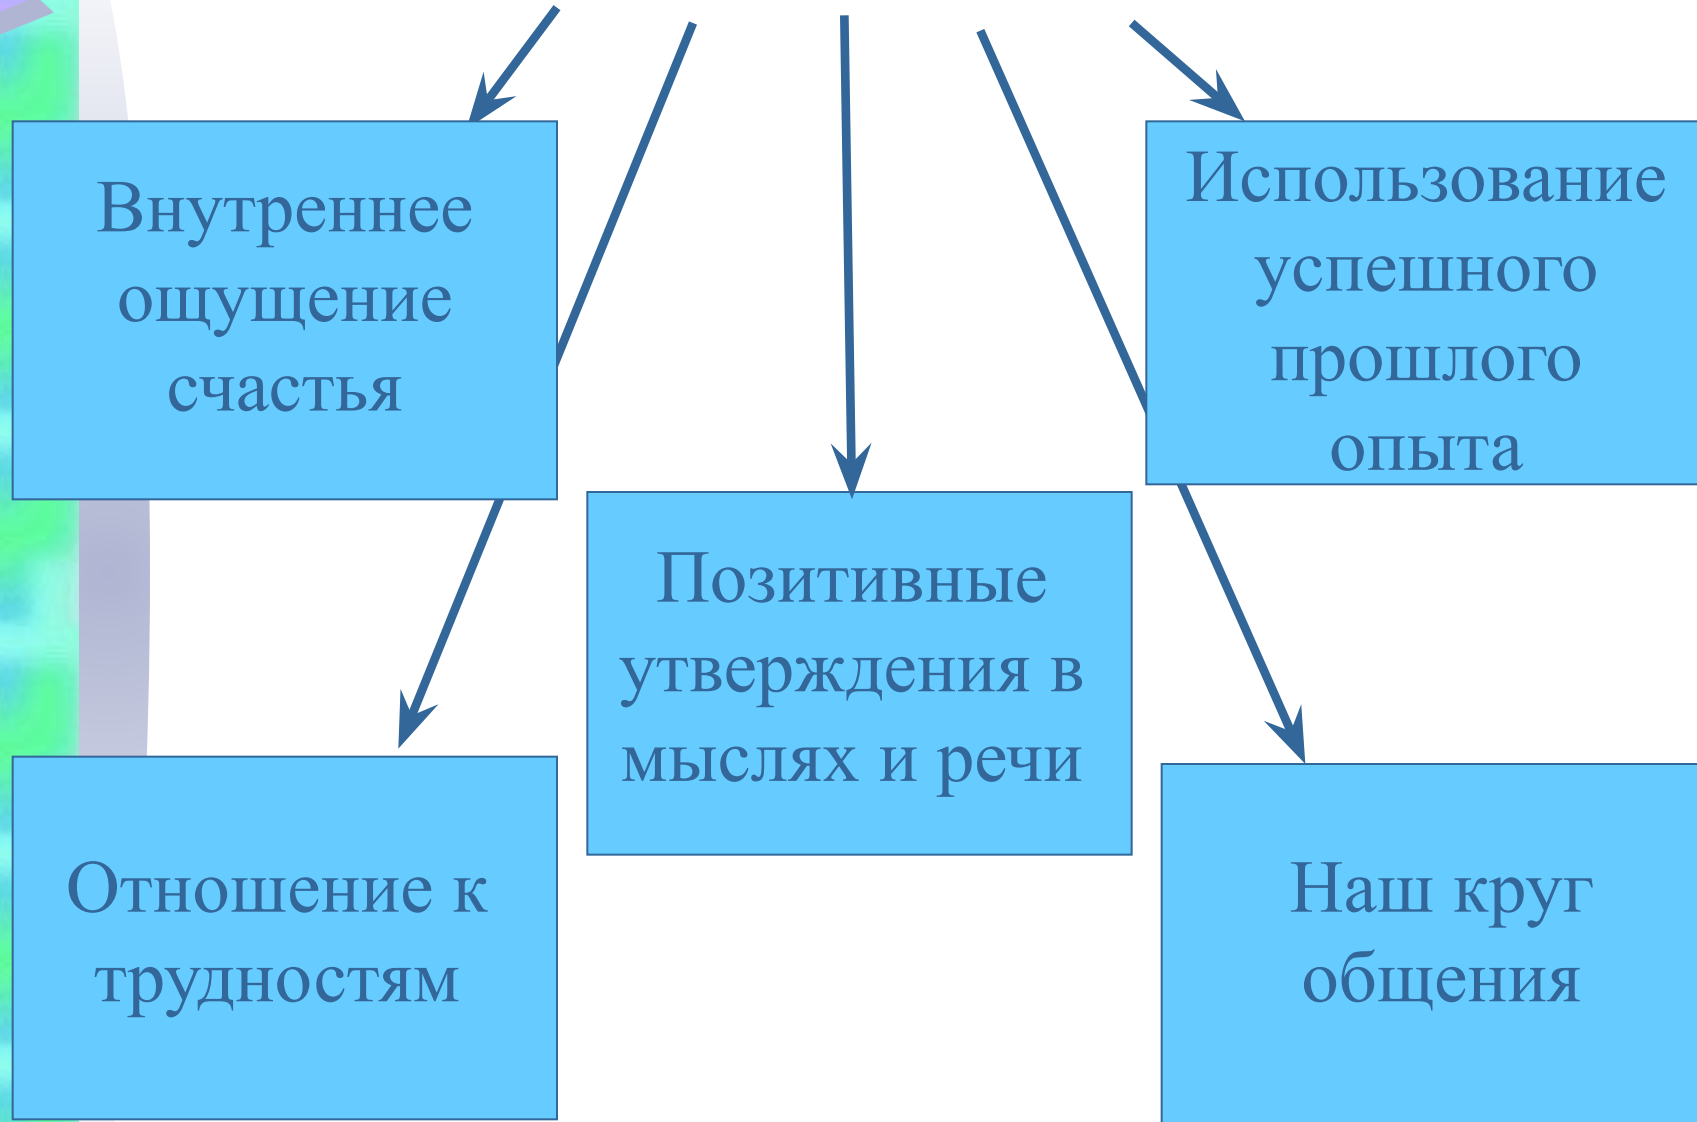 Внутреннее
ощущение
счастья
Использование
успешного
прошлого
опыта
Позитивные
утверждения в
мыслях и речи
Отношение к
трудностям
Наш круг
общения